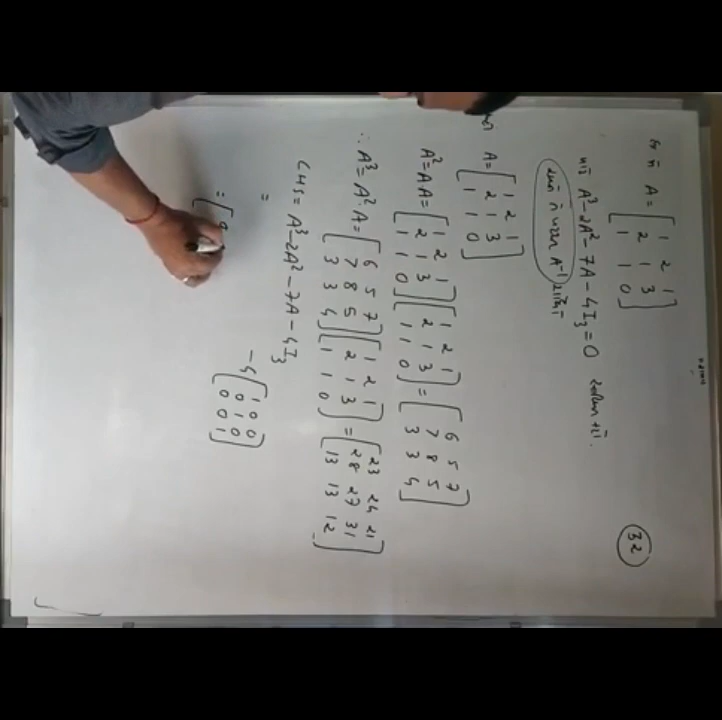 A = [ 1 2 1
2 1 3
1 1 0 ]
A³-2A²-7A-4I₃=0
A⁻¹
32
A = [ 1 2 1
2 1 3
1 1 0 ]
A²=AA= [ 1 2 1 ] [ 1 2 1 ] = [ 6 5 7
2 1 3 ] [ 2 1 3 ] [ 7 8 5
1 1 0 ] [ 1 1 0 ] [ 3 3 4 ]
∴ A³=A²·A= [ 6 5 7 ] [ 1 2 1 ] = [ 23 24 21
7 8 5 ] [ 2 1 3 ] [ 28 27 31
3 3 4 ] [ 1 1 0 ] [ 13 13 12 ]
LHS = A³-2A²-7A-4I₃
= -4 [ 1 0 0
0 1 0
0 0 1 ]
= [